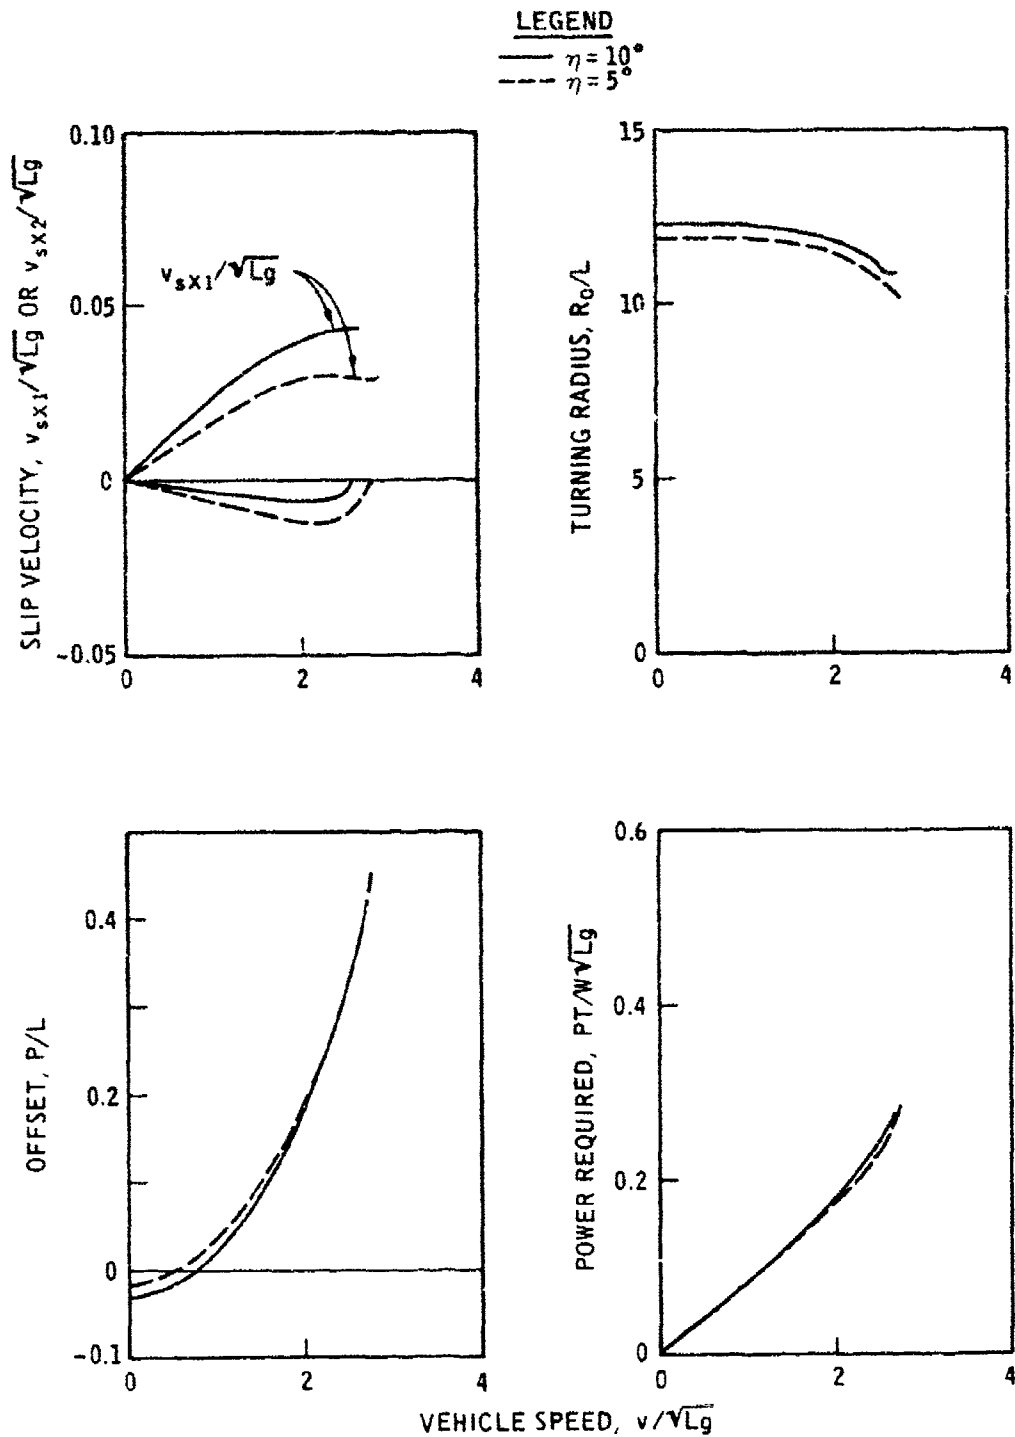 LEGEND
η = 10°
η = 5°
SLIP VELOCITY, v_sX1/√Lg OR v_sX2/√Lg
0.10
0.05
0
-0.05
0 2 4
v_sX1/√Lg
TURNING RADIUS, R_0/L
15
10
5
0
0 2 4
OFFSET, P/L
0.4
0.2
0
-0.1
0 2 4
POWER REQUIRED, PT/W√Lg
0.6
0.4
0.2
0
0 2 4
VEHICLE SPEED, v/√Lg